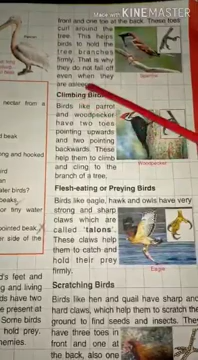 Made with KINEMASTER
front and one toe at the back. These toes
curl around the
tree. This helps
birds to hold the
tree branches
firmly. That is why
they do not fall off
even when they
are
Sparrow
Climbing
Birds like parrot
and woodpecker
have two toes
pointing upwards
and two pointing
backwards. These
help them to climb
and cling to the
branch of a tree.
Woodpecker
Flesh-eating or Preying Birds
Birds like eagle, hawk and owls have very
strong and sharp
claws which are
called 'talons'.
These claws help
them to catch and
hold their prey
firmly.
Eagle
Scratching Birds
Birds like hen and quail have sharp and
hard claws, which help them to scratch the
ground to find seeds and insects. They
have three toes in
front and one at
the back, also one
nectar from a
d beak
ng and hooked
ird
an
ater birds?
beaks
or tiny water
pointed beak
er side of the
d's feet and
g and living
ds have two
e present at
Some birds
hold prey.
nemies.